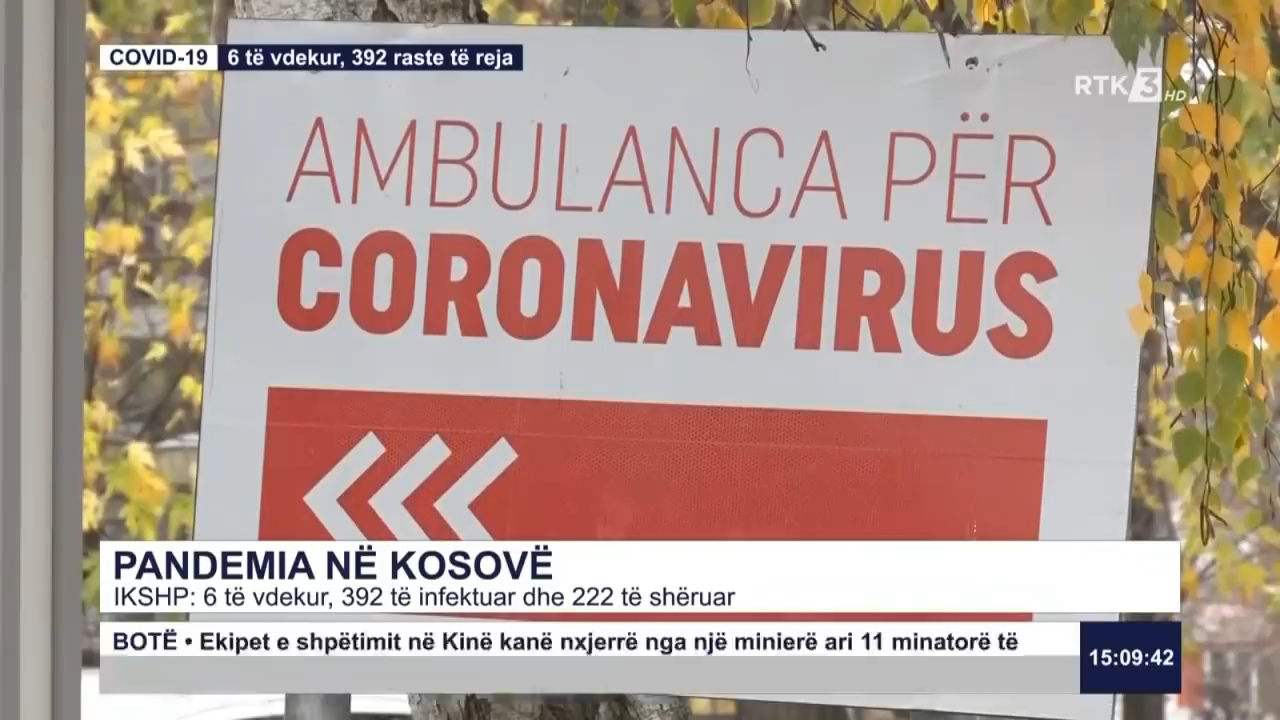 COVID-19 6 të vdekur, 392 raste të reja
RTK 3 HD
AMBULANCA PËR
CORONAVIRUS
PANDEMIA NË KOSOVË
IKSHP: 6 të vdekur, 392 të infektuar dhe 222 të shëruar
BOTË • Ekipet e shpëtimit në Kinë kanë nxjerrë nga një minierë ari 11 minatorë të
15:09:42